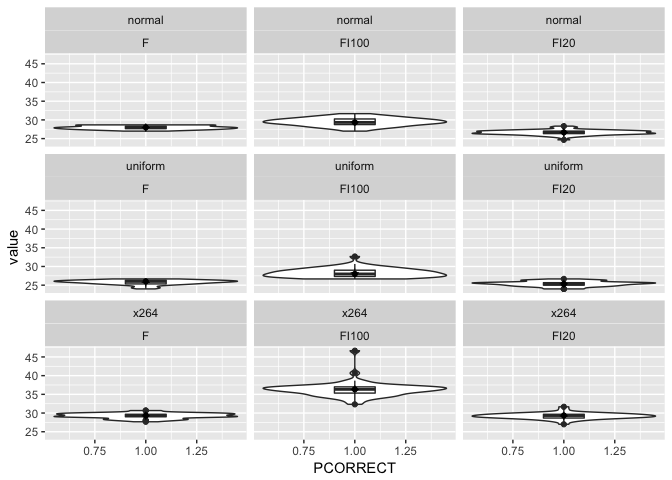 normal normal normal
F FI100 FI20
45
40
35
30
25
uniform uniform uniform
F FI100 FI20
45
40
35
30
25
value
x264 x264 x264
F FI100 FI20
45
40
35
30
25
0.75 1.00 1.25 0.75 1.00 1.25 0.75 1.00 1.25
PCORRECT